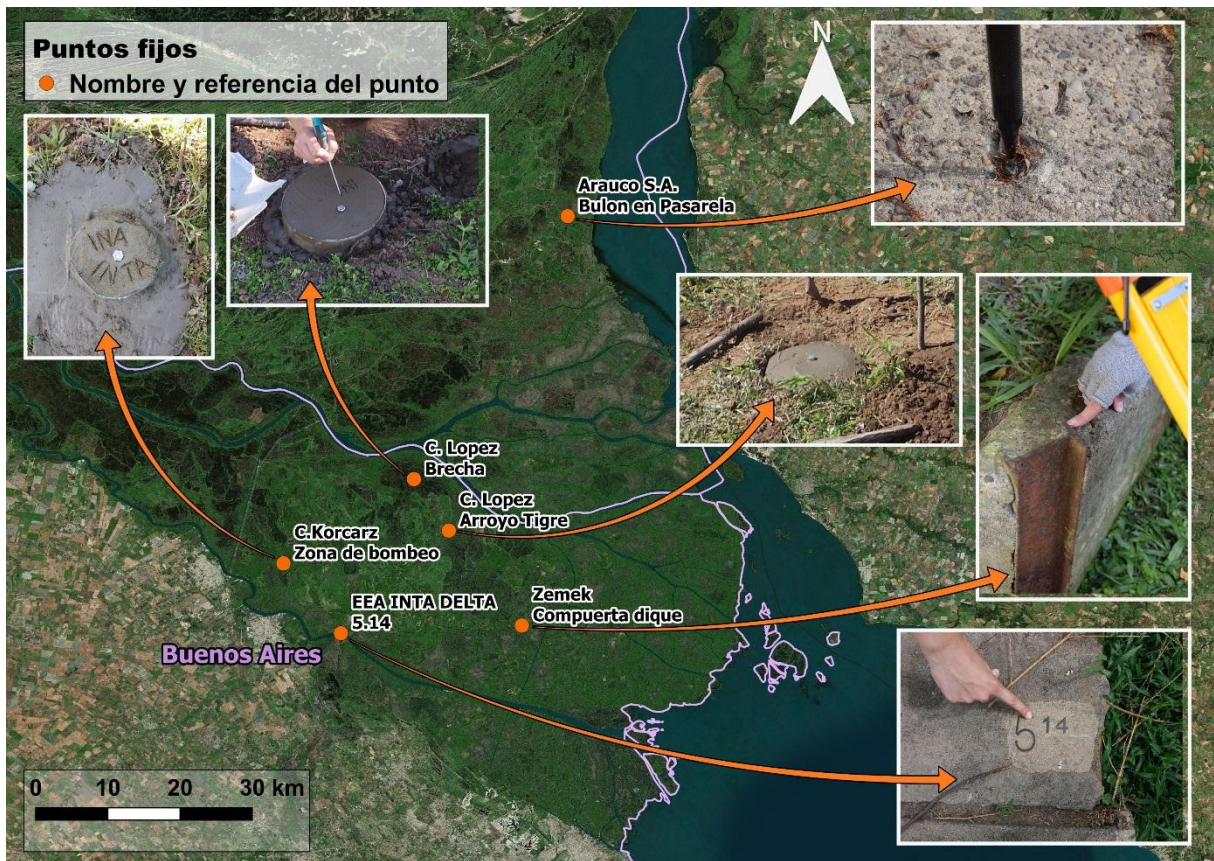 Puntos fijos
Nombre y referencia del punto
N
INA
INTA
Arauco S.A.
Bulon en Pasarela
C. Lopez
Brecha
C. Lopez
Arroyo Tigre
C.Korcarz
Zona de bombeo
EEA INTA DELTA
5.14
Zemek
Compuerta dique
Buenos Aires
5 14
0 10 20 30 km